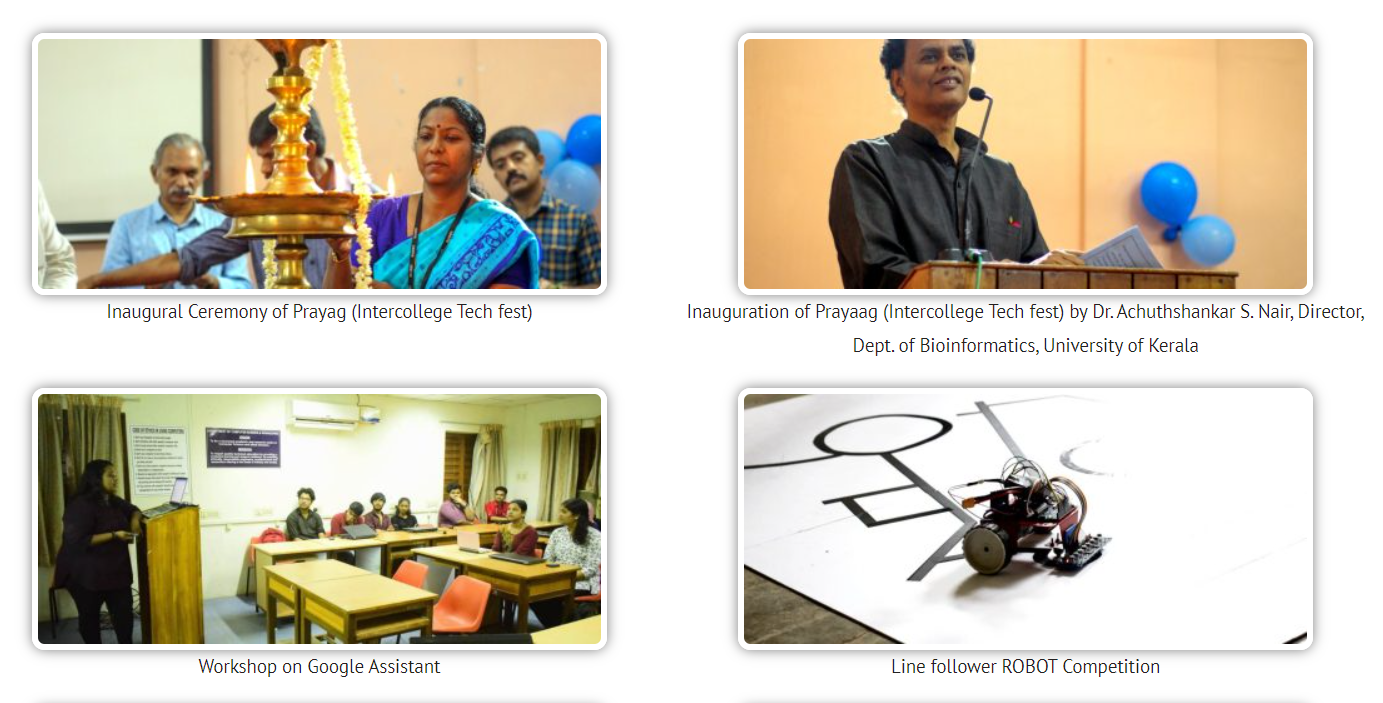 Inaugural Ceremony of Prayag (Intercollege Tech fest)
Inauguration of Prayaag (Intercollege Tech fest) by Dr. Achuthshankar S. Nair, Director,
Dept. of Bioinformatics, University of Kerala
Workshop on Google Assistant
Line follower ROBOT Competition